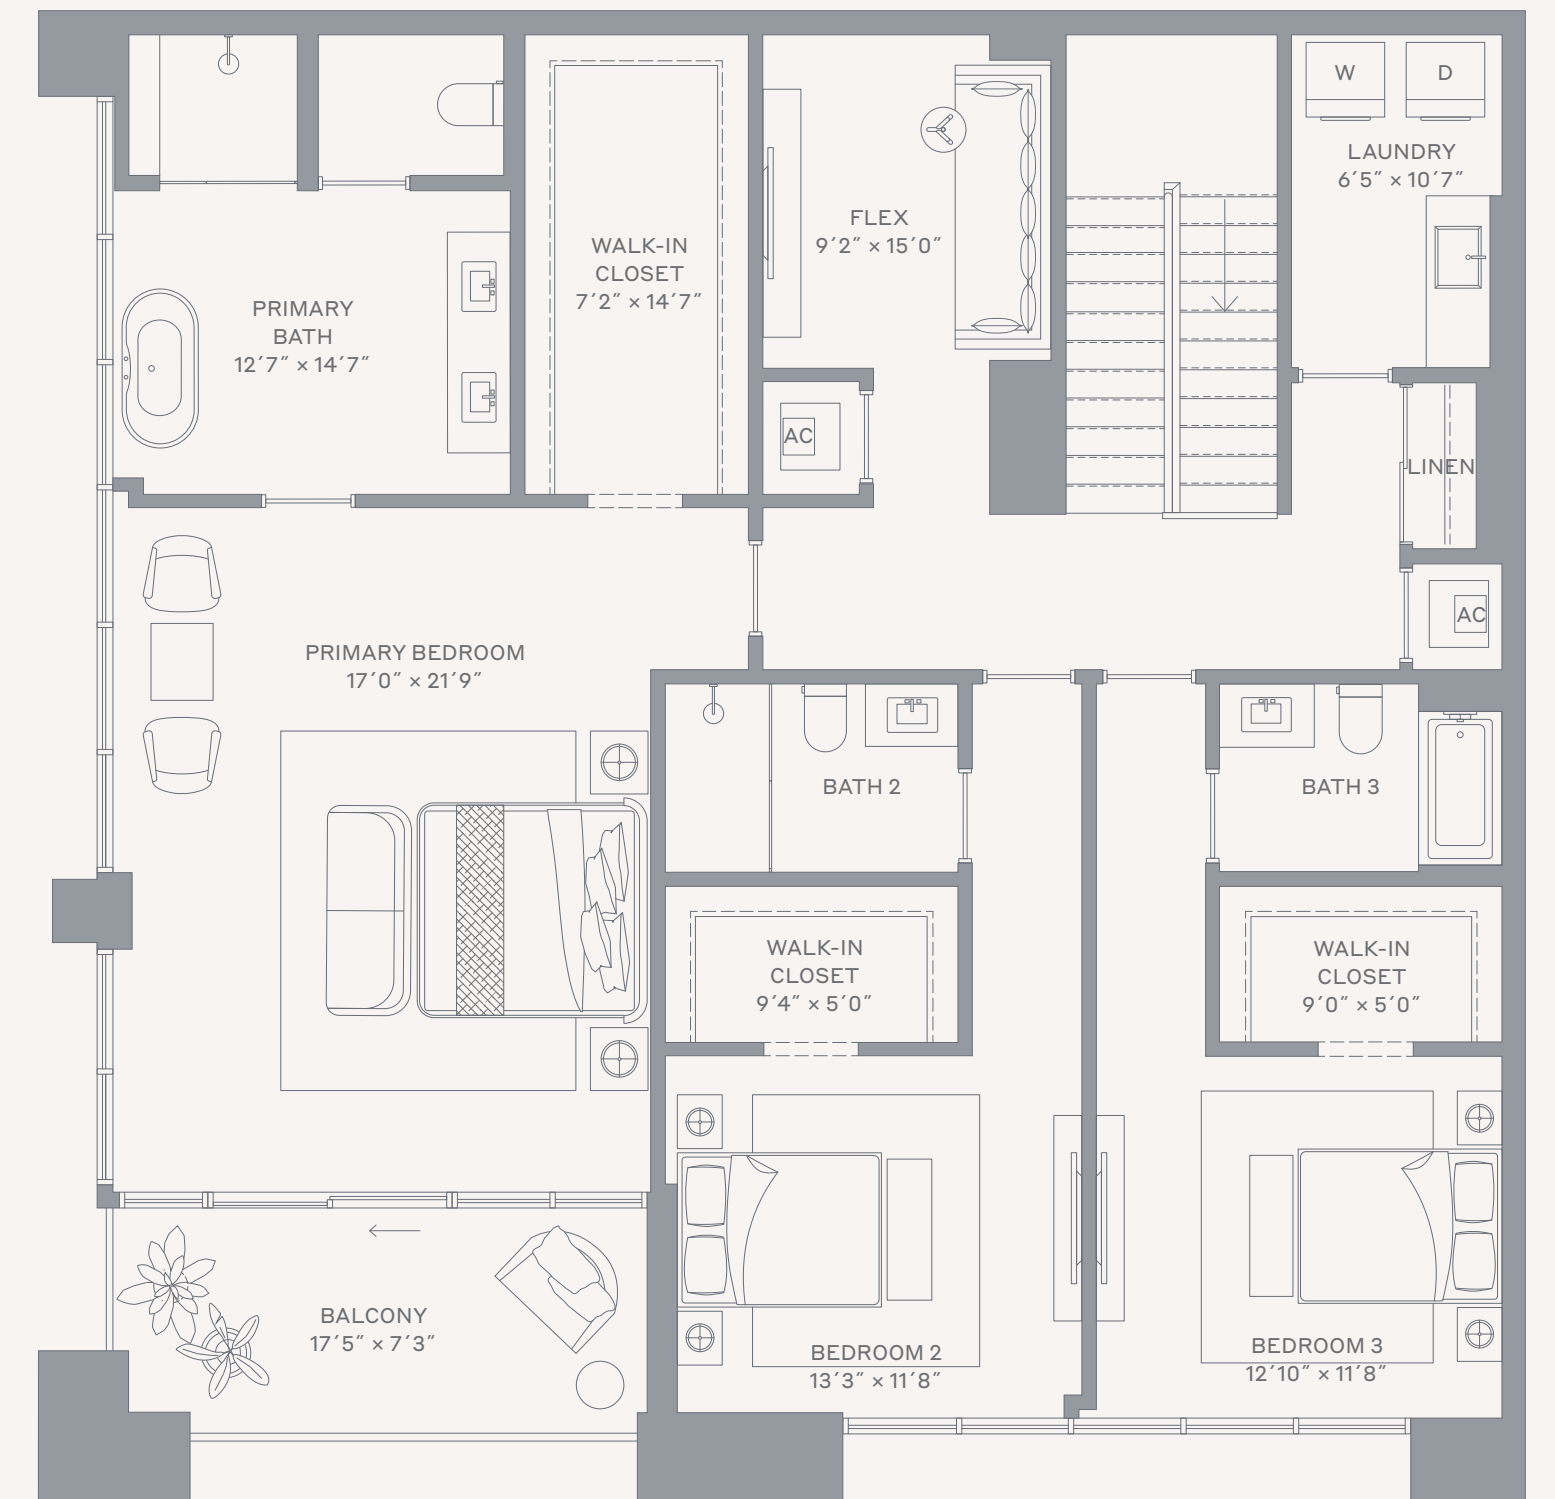 W
D
LAUNDRY
6′5″ × 10′7″
FLEX
9′2″ × 15′0″
WALK-IN
CLOSET
7′2″ × 14′7″
PRIMARY
BATH
12′7″ × 14′7″
AC
LINEN
AC
PRIMARY BEDROOM
17′0″ × 21′9″
BATH 2
BATH 3
WALK-IN
CLOSET
9′4″ × 5′0″
WALK-IN
CLOSET
9′0″ × 5′0″
BALCONY
17′5″ × 7′3″
BEDROOM 2
13′3″ × 11′8″
BEDROOM 3
12′10″ × 11′8″